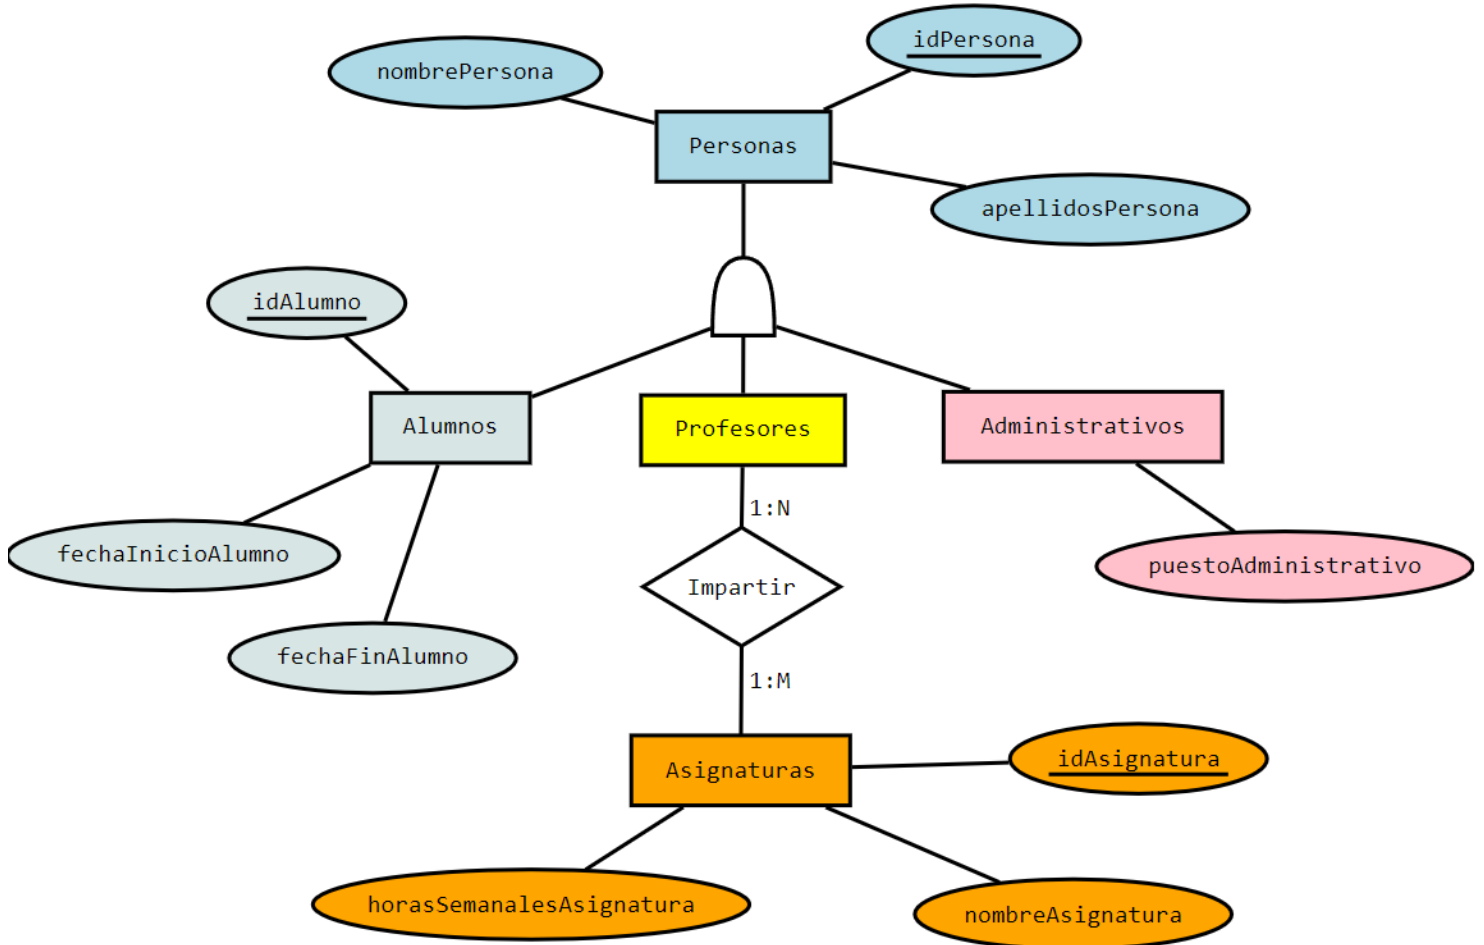 idPersona
nombrePersona
Personas
apellidosPersona
idAlumno
Alumnos
Profesores
Administrativos
1:N
fechaInicioAlumno
puestoAdministrativo
Impartir
fechaFinAlumno
1:M
idAsignatura
Asignaturas
horasSemanalesAsignatura
nombreAsignatura